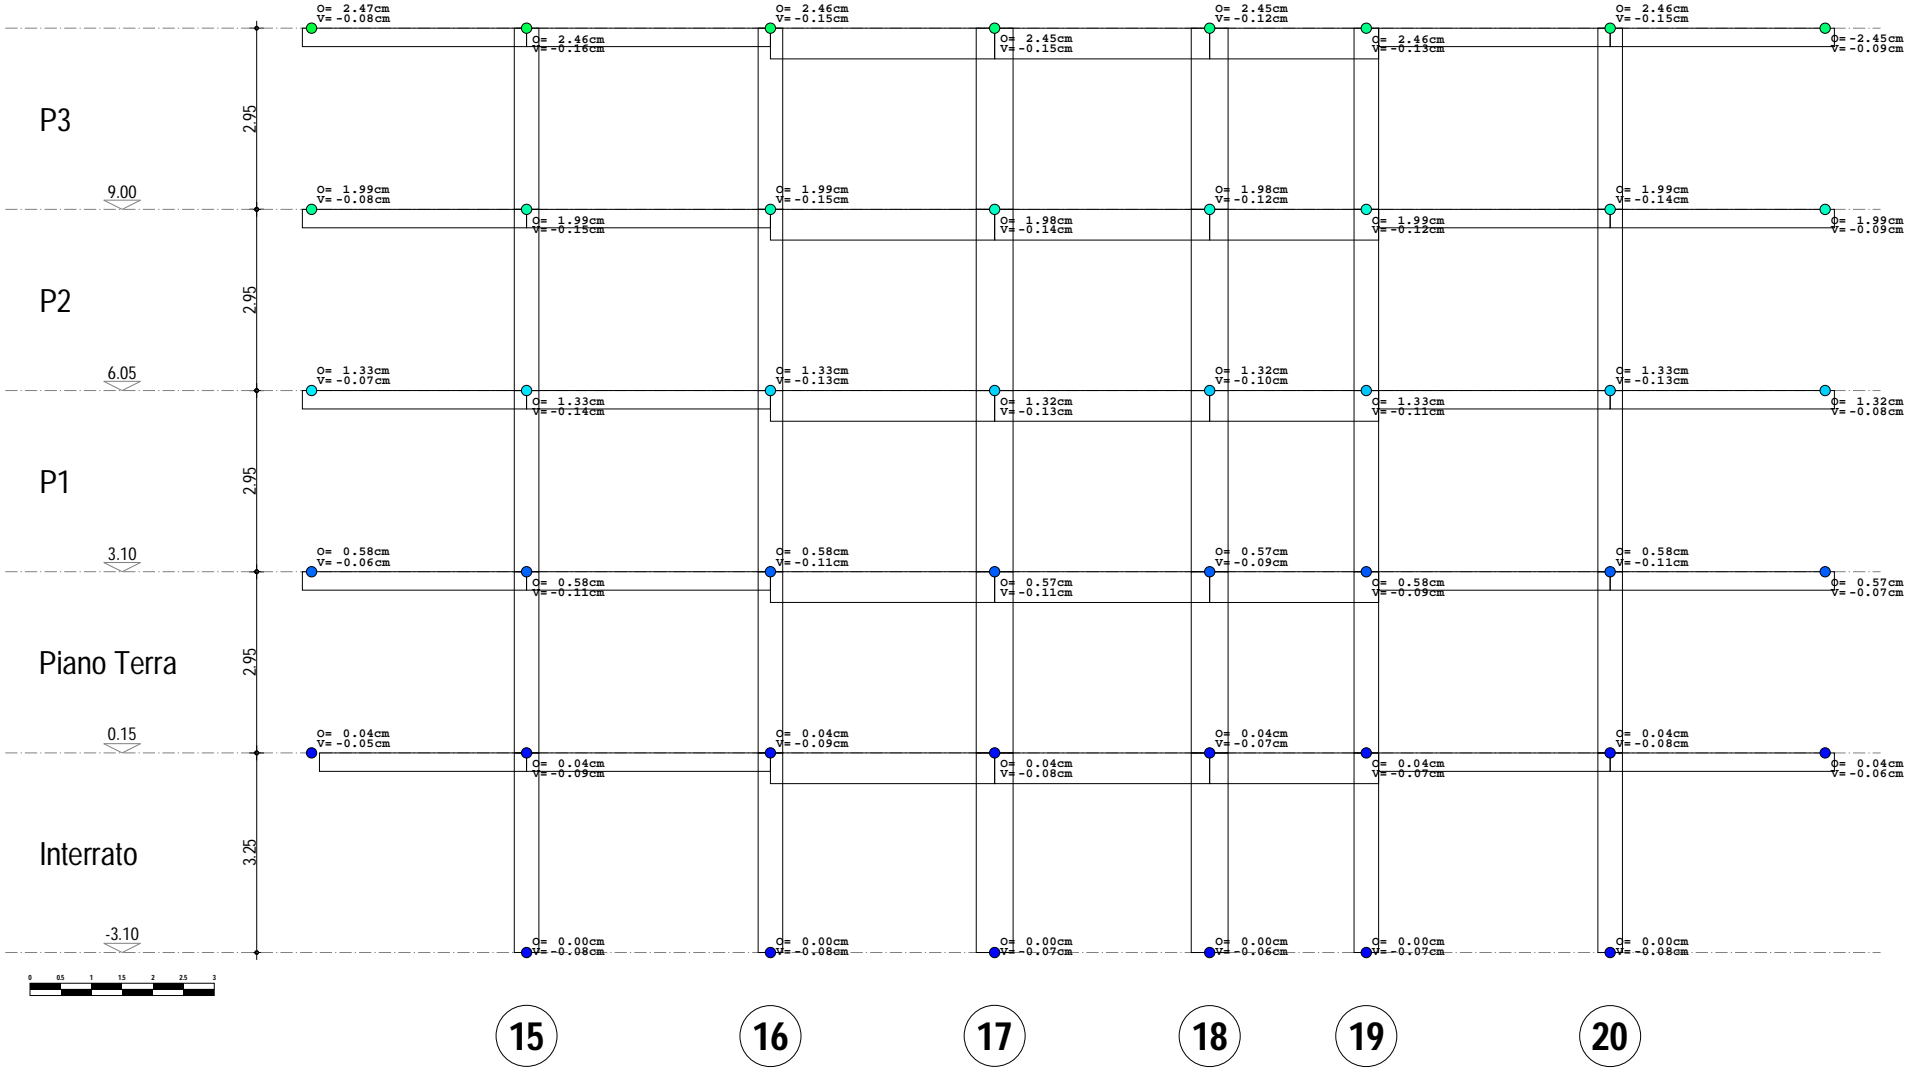 O= 2.47cm
V=-0.08cm
O= 2.46cm
V=-0.15cm
O= 2.45cm
V=-0.12cm
O= 2.46cm
V=-0.15cm
O= 2.46cm
V=-0.16cm
O= 2.45cm
V=-0.15cm
O= 2.46cm
V=-0.13cm
O=-2.45cm
V=-0.09cm
P3
2.95
9.00
O= 1.99cm
V=-0.08cm
O= 1.99cm
V=-0.15cm
O= 1.98cm
V=-0.12cm
O= 1.99cm
V=-0.14cm
O= 1.99cm
V=-0.15cm
O= 1.98cm
V=-0.14cm
O= 1.99cm
V=-0.12cm
O= 1.99cm
V=-0.09cm
P2
2.95
6.05
O= 1.33cm
V=-0.07cm
O= 1.33cm
V=-0.13cm
O= 1.32cm
V=-0.10cm
O= 1.33cm
V=-0.13cm
O= 1.33cm
V=-0.14cm
O= 1.32cm
V=-0.13cm
O= 1.33cm
V=-0.11cm
O= 1.32cm
V=-0.08cm
P1
2.95
3.10
O= 0.58cm
V=-0.06cm
O= 0.58cm
V=-0.11cm
O= 0.57cm
V=-0.09cm
O= 0.58cm
V=-0.11cm
O= 0.58cm
V=-0.11cm
O= 0.57cm
V=-0.11cm
O= 0.58cm
V=-0.09cm
O= 0.57cm
V=-0.07cm
Piano Terra
2.95
0.15
O= 0.04cm
V=-0.05cm
O= 0.04cm
V=-0.09cm
O= 0.04cm
V=-0.07cm
O= 0.04cm
V=-0.08cm
O= 0.04cm
V=-0.09cm
O= 0.04cm
V=-0.08cm
O= 0.04cm
V=-0.07cm
O= 0.04cm
V=-0.06cm
Interrato
3.25
-3.10
O= 0.00cm
V=-0.08cm
O= 0.00cm
V=-0.08cm
O= 0.00cm
V=-0.07cm
O= 0.00cm
V=-0.06cm
O= 0.00cm
V=-0.07cm
O= 0.00cm
V=-0.08cm
0 0.5 1 1.5 2 2.5 3
15 16 17 18 19 20